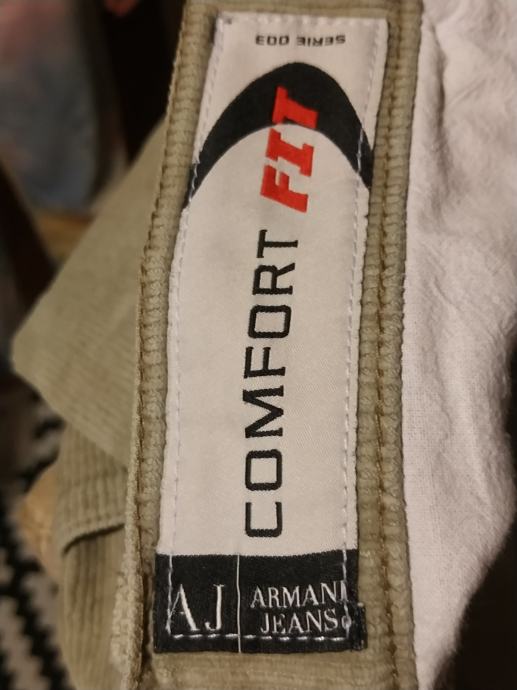 SERIE 003
COMFORT FIT
AJ
ARMANI
JEANS